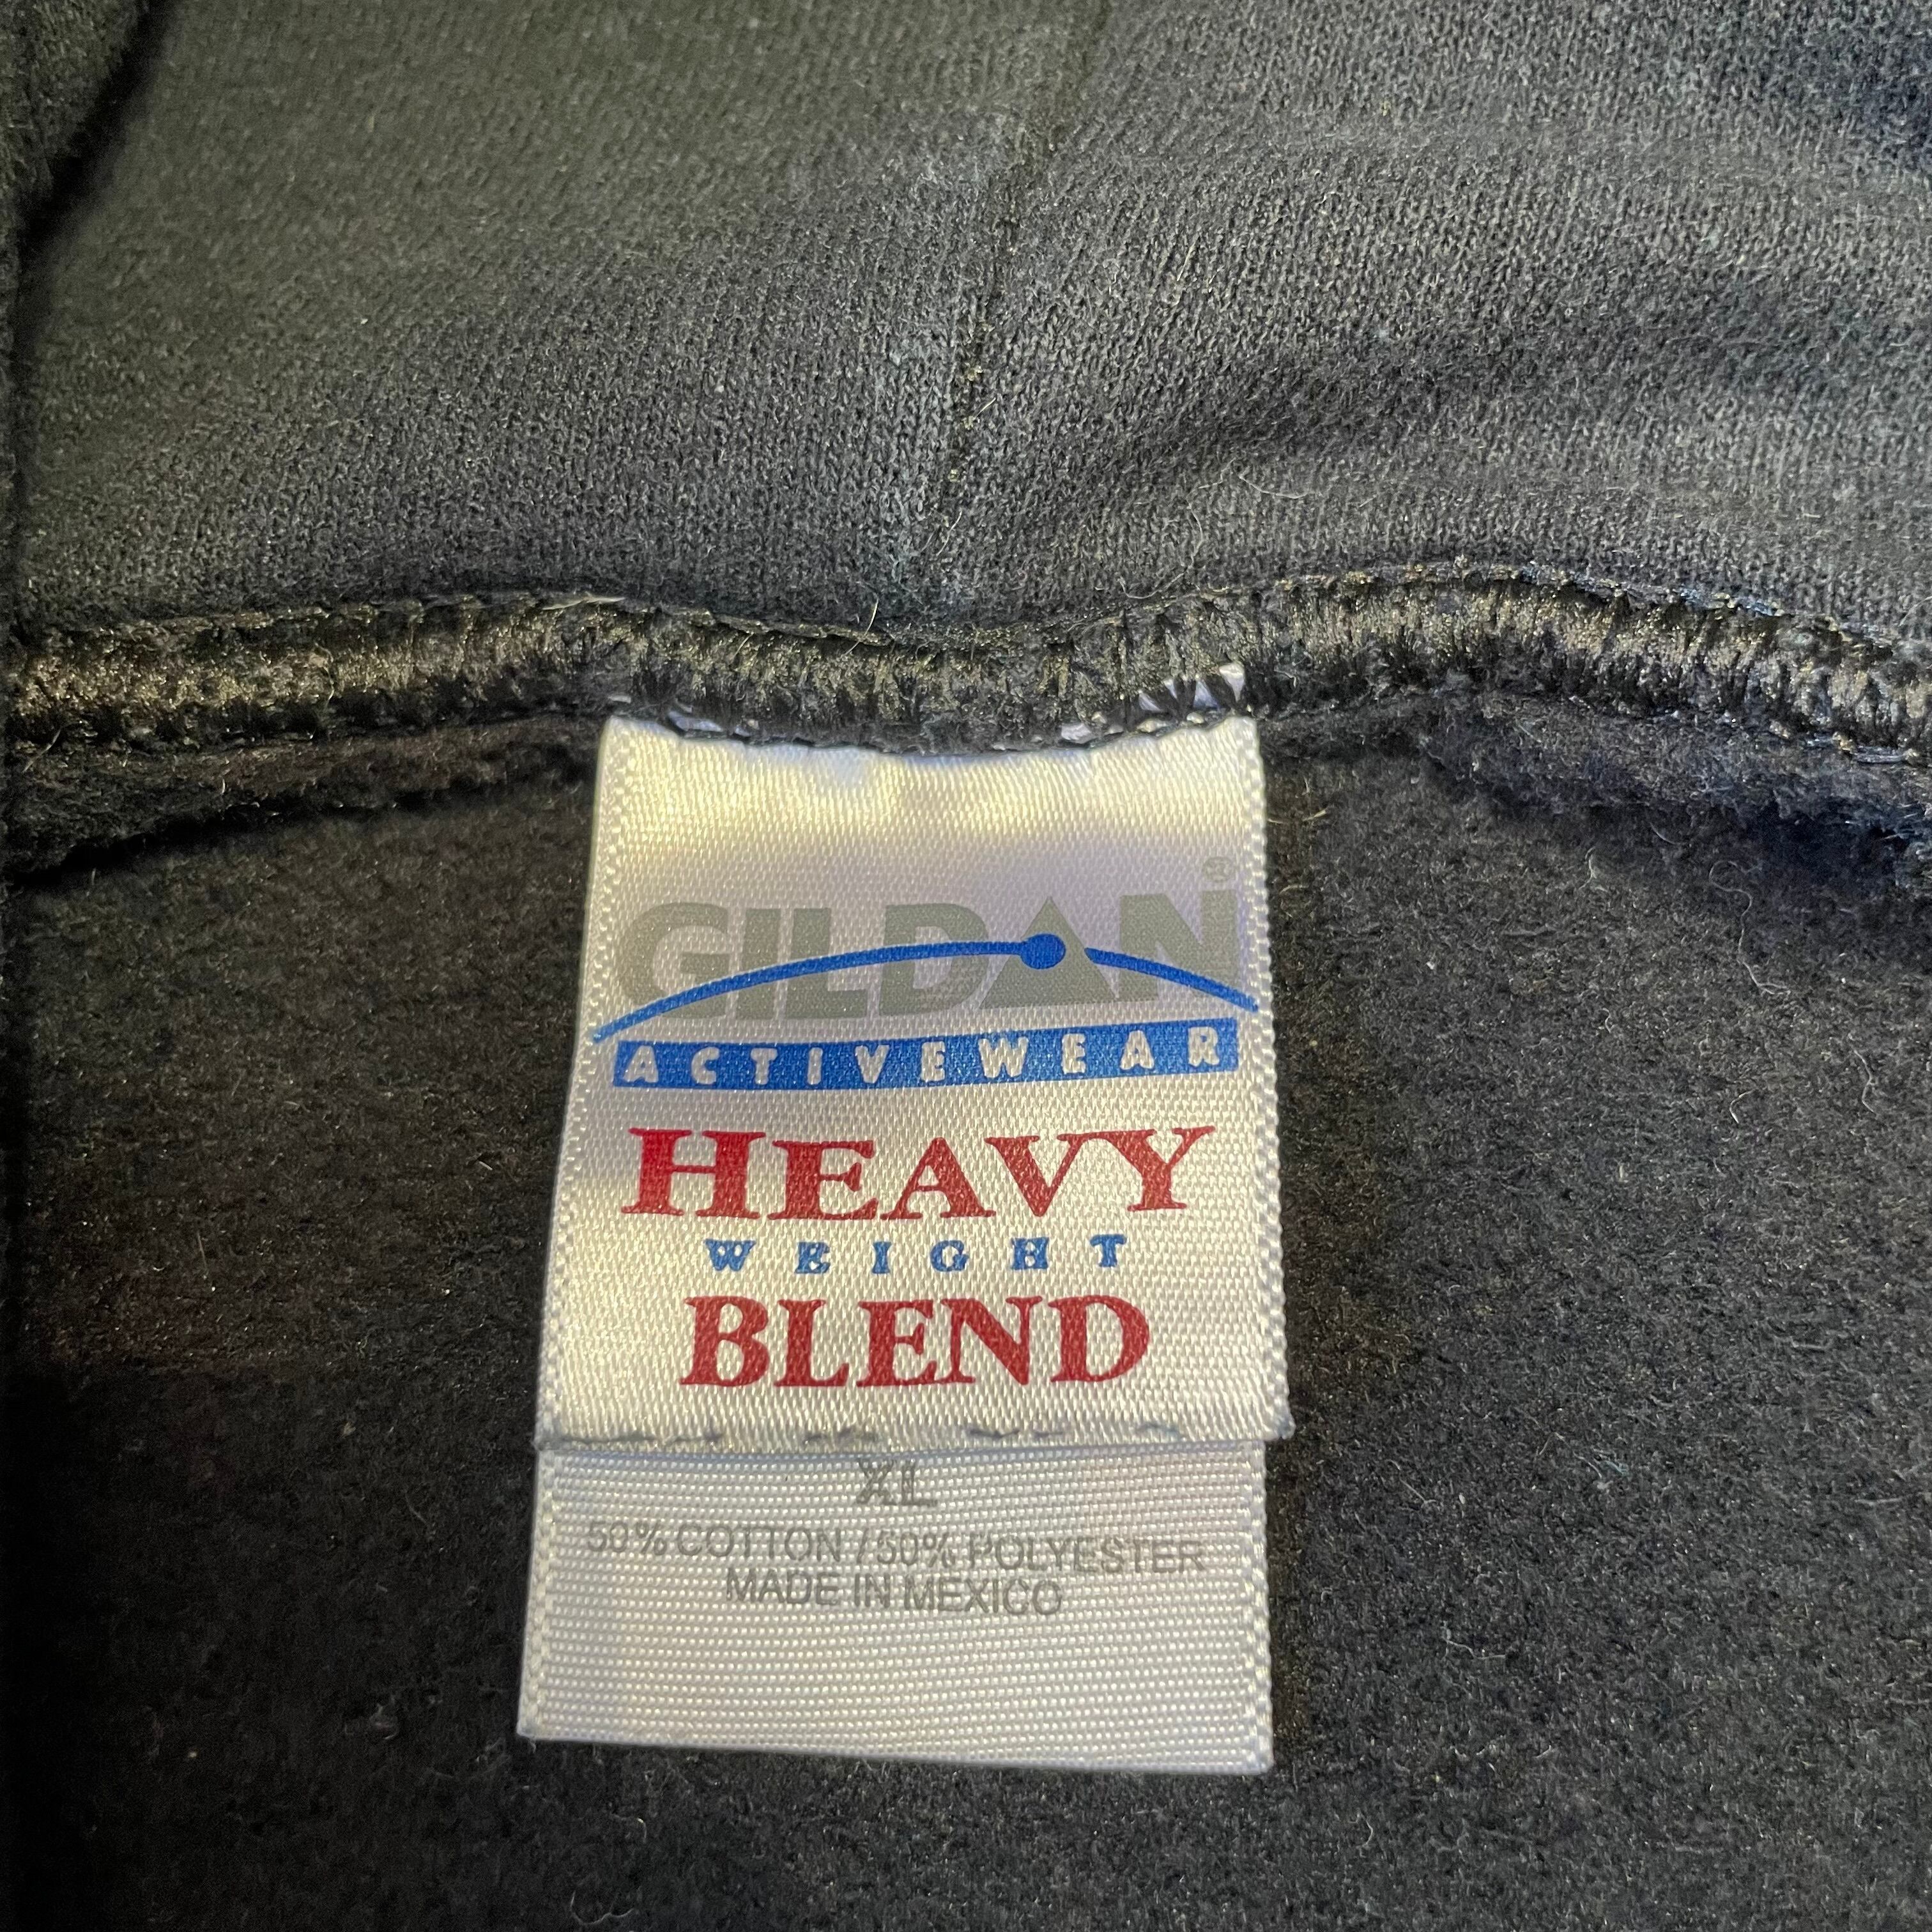 GILDAN®
ACTIVEWEAR
HEAVY
WEIGHT
BLEND
XL
50% COTTON / 50% POLYESTER
MADE IN MEXICO